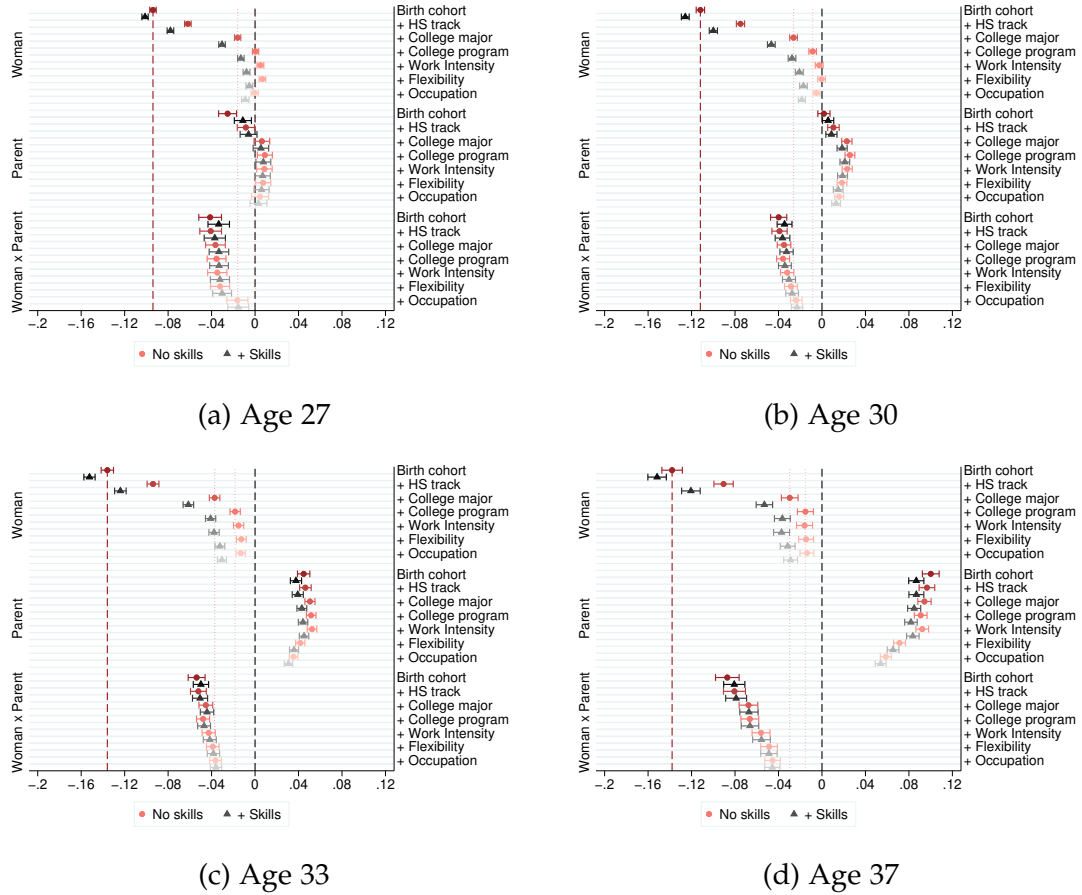 Woman
Birth cohort
+ HS track
+ College major
+ College program
+ Work Intensity
+ Flexibility
+ Occupation
Parent
Birth cohort
+ HS track
+ College major
+ College program
+ Work Intensity
+ Flexibility
+ Occupation
Woman x Parent
Birth cohort
+ HS track
+ College major
+ College program
+ Work Intensity
+ Flexibility
+ Occupation
-.2 -.16 -.12 -.08 -.04 0 .04 .08 .12
No skills + Skills
(a) Age 27
Woman
Birth cohort
+ HS track
+ College major
+ College program
+ Work Intensity
+ Flexibility
+ Occupation
Parent
Birth cohort
+ HS track
+ College major
+ College program
+ Work Intensity
+ Flexibility
+ Occupation
Woman x Parent
Birth cohort
+ HS track
+ College major
+ College program
+ Work Intensity
+ Flexibility
+ Occupation
-.2 -.16 -.12 -.08 -.04 0 .04 .08 .12
No skills + Skills
(b) Age 30
Woman
Birth cohort
+ HS track
+ College major
+ College program
+ Work Intensity
+ Flexibility
+ Occupation
Parent
Birth cohort
+ HS track
+ College major
+ College program
+ Work Intensity
+ Flexibility
+ Occupation
Woman x Parent
Birth cohort
+ HS track
+ College major
+ College program
+ Work Intensity
+ Flexibility
+ Occupation
-.2 -.16 -.12 -.08 -.04 0 .04 .08 .12
No skills + Skills
(c) Age 33
Woman
Birth cohort
+ HS track
+ College major
+ College program
+ Work Intensity
+ Flexibility
+ Occupation
Parent
Birth cohort
+ HS track
+ College major
+ College program
+ Work Intensity
+ Flexibility
+ Occupation
Woman x Parent
Birth cohort
+ HS track
+ College major
+ College program
+ Work Intensity
+ Flexibility
+ Occupation
-.2 -.16 -.12 -.08 -.04 0 .04 .08 .12
No skills + Skills
(d) Age 37